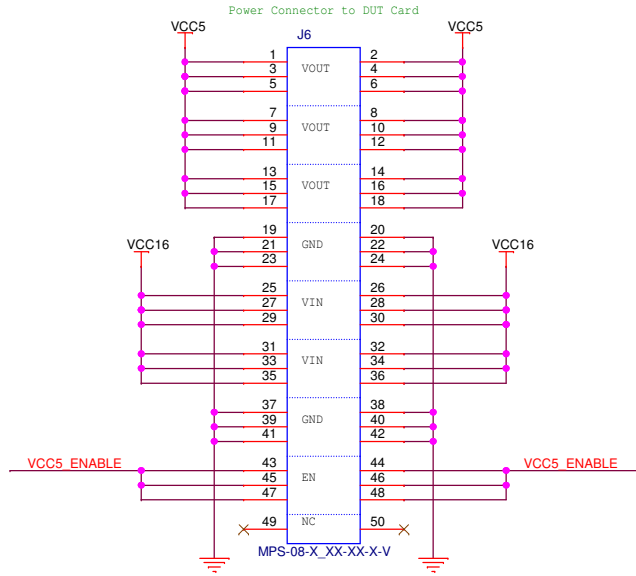 Power Connector to DUT Card
VCC5 J6 VCC5
1 VOUT 2
3 4
5 6
7 VOUT 8
9 10
11 12
13 VOUT 14
15 16
17 18
19 GND 20
21 22
23 24
VCC16 VCC16
25 VIN 26
27 28
29 30
31 VIN 32
33 34
35 36
37 GND 38
39 40
41 42
VCC5_ENABLE 43 EN 44 VCC5_ENABLE
45 46
47 48
49 NC 50
MPS-08-X_XX-XX-X-V